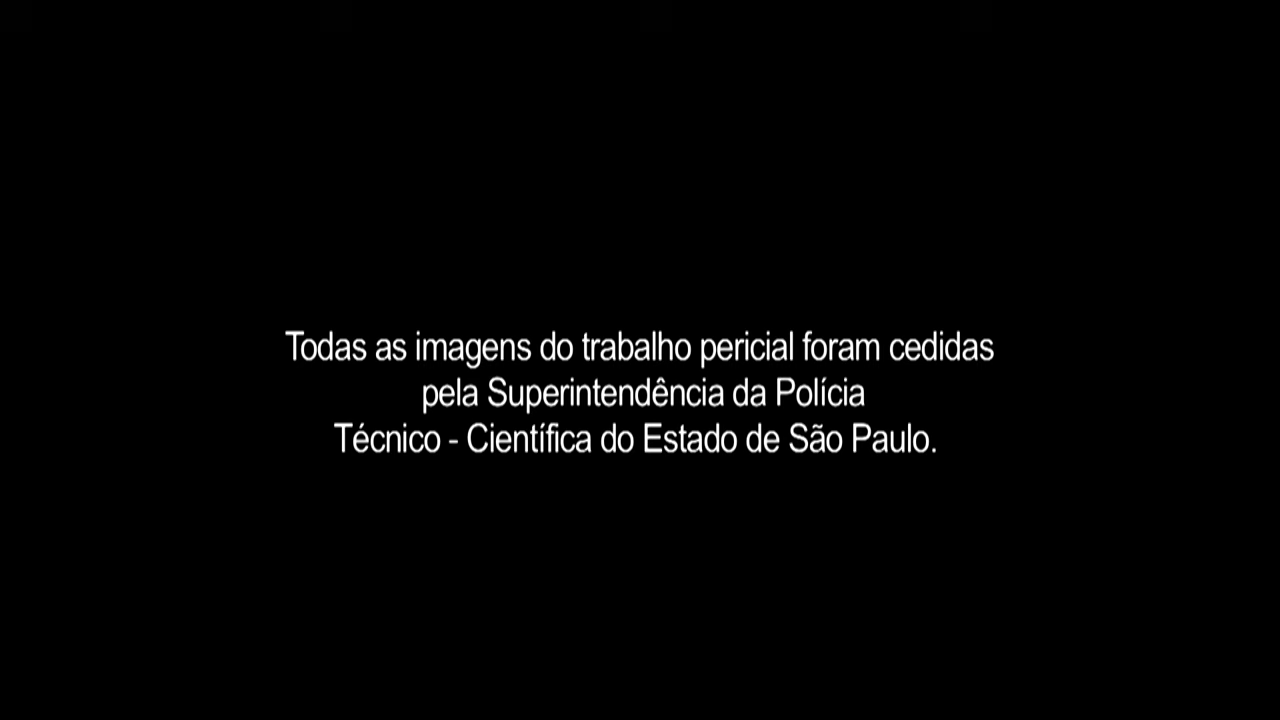 Todas as imagens do trabalho pericial foram cedidas
pela Superintendência da Polícia
Técnico - Científica do Estado de São Paulo.